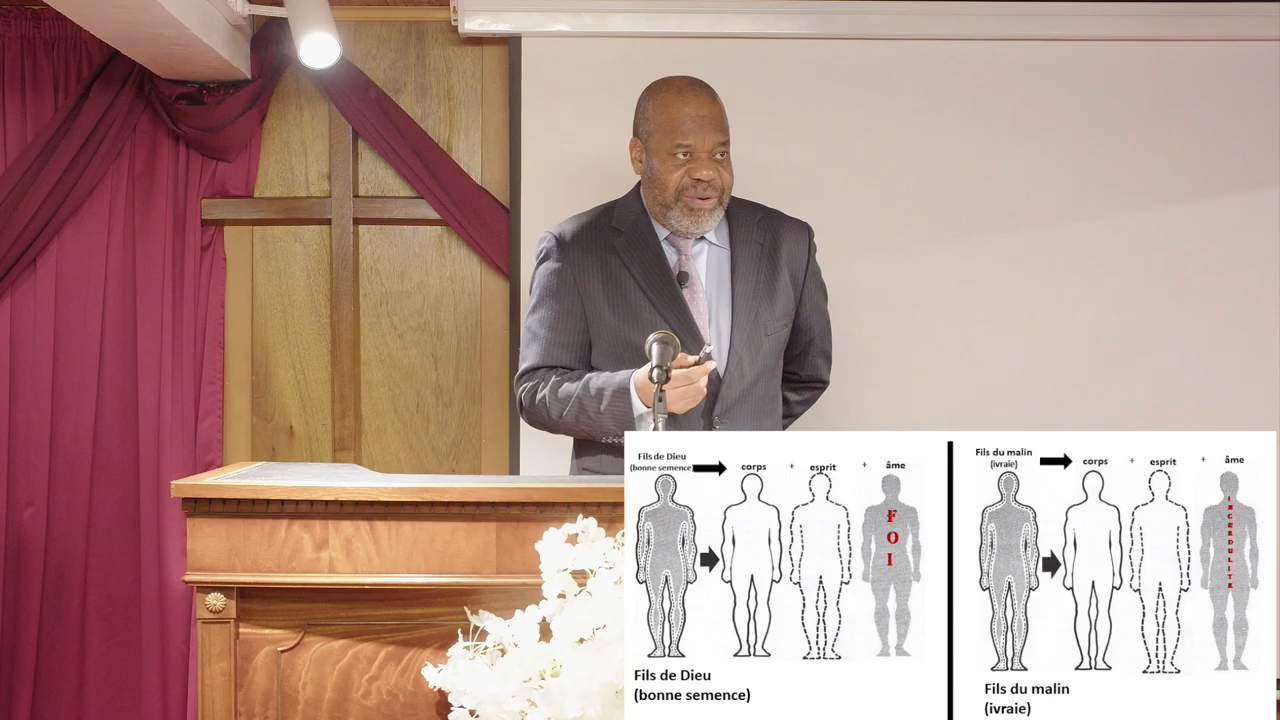 Fils de Dieu
(bonne semence)
corps + esprit + âme
FOI
Fils de Dieu
(bonne semence)
Fils du malin
(ivraie)
corps + esprit + âme
INCREDULITE
Fils du malin
(ivraie)